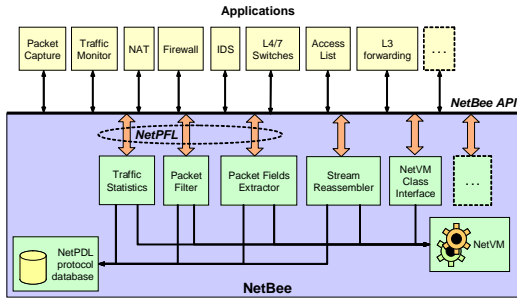 Applications
Packet
Capture
Traffic
Monitor
NAT
Firewall
IDS
L4/7
Switches
Access
List
L3
forwarding
...
NetBee API
NetPFL
Traffic
Statistics
Packet
Filter
Packet Fields
Extractor
Stream
Reassembler
NetVM
Class
Interface
...
NetPDL
protocol
database
NetVM
NetBee